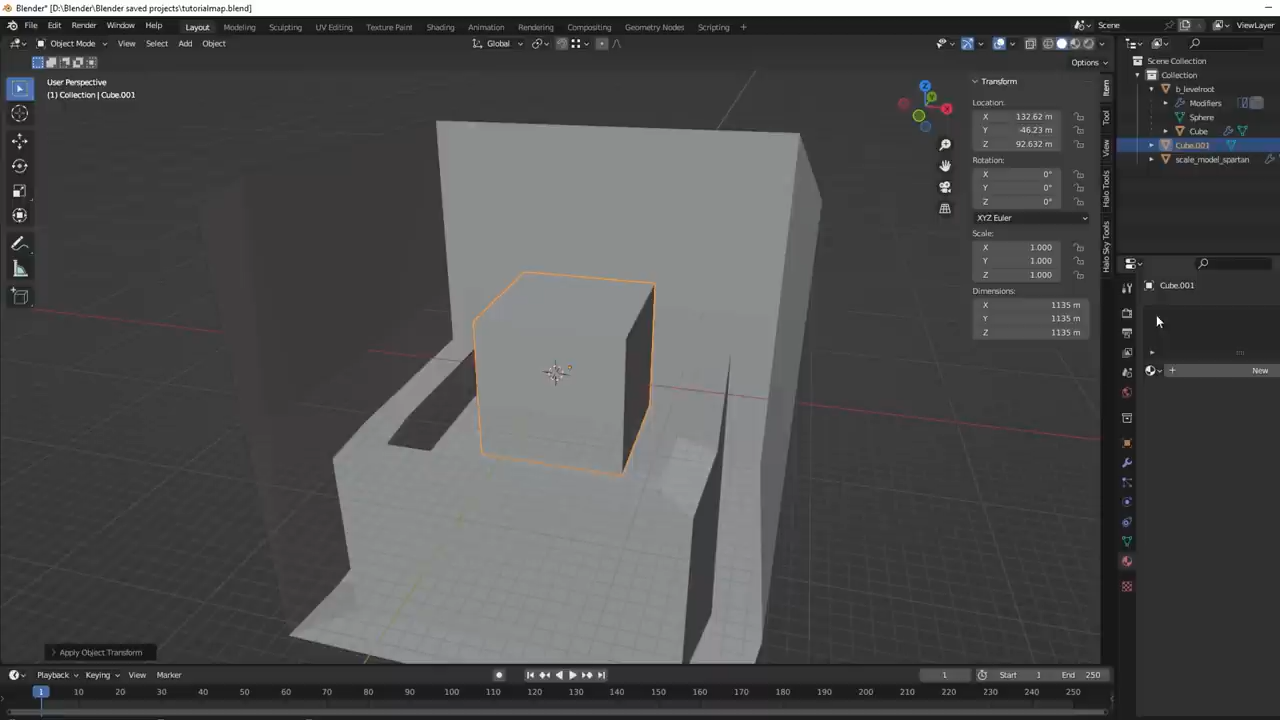 Blender* [D:\Blender\Blender saved projects\tutorialmap.blend]
File Edit Render Window Help Layout Modeling Sculpting UV Editing Texture Paint Shading Animation Rendering Compositing Geometry Nodes Scripting + Scene ViewLayer
Object Mode View Select Add Object Global
Options
User Perspective
(1) Collection | Cube.001
Transform
Location:
X 132.62 m
Y -46.23 m
Z 92.632 m
Rotation:
X 0°
Y 0°
Z 0°
XYZ Euler
Scale:
X 1.000
Y 1.000
Z 1.000
Dimensions:
X 1135 m
Y 1135 m
Z 1135 m
Item
Tool
View
Halo Tools
Halo Sky Tools
Z
Y
X
Scene Collection
Collection
b_levelroot
Modifiers
Sphere
Cube
Cube.001
scale_model_spartan
Cube.001
New
Apply Object Transform
Playback Keying View Marker 1 Start 1 End 250
1 10 20 30 40 50 60 70 80 90 100 110 120 130 140 150 160 170 180 190 200 210 220 230 240 250